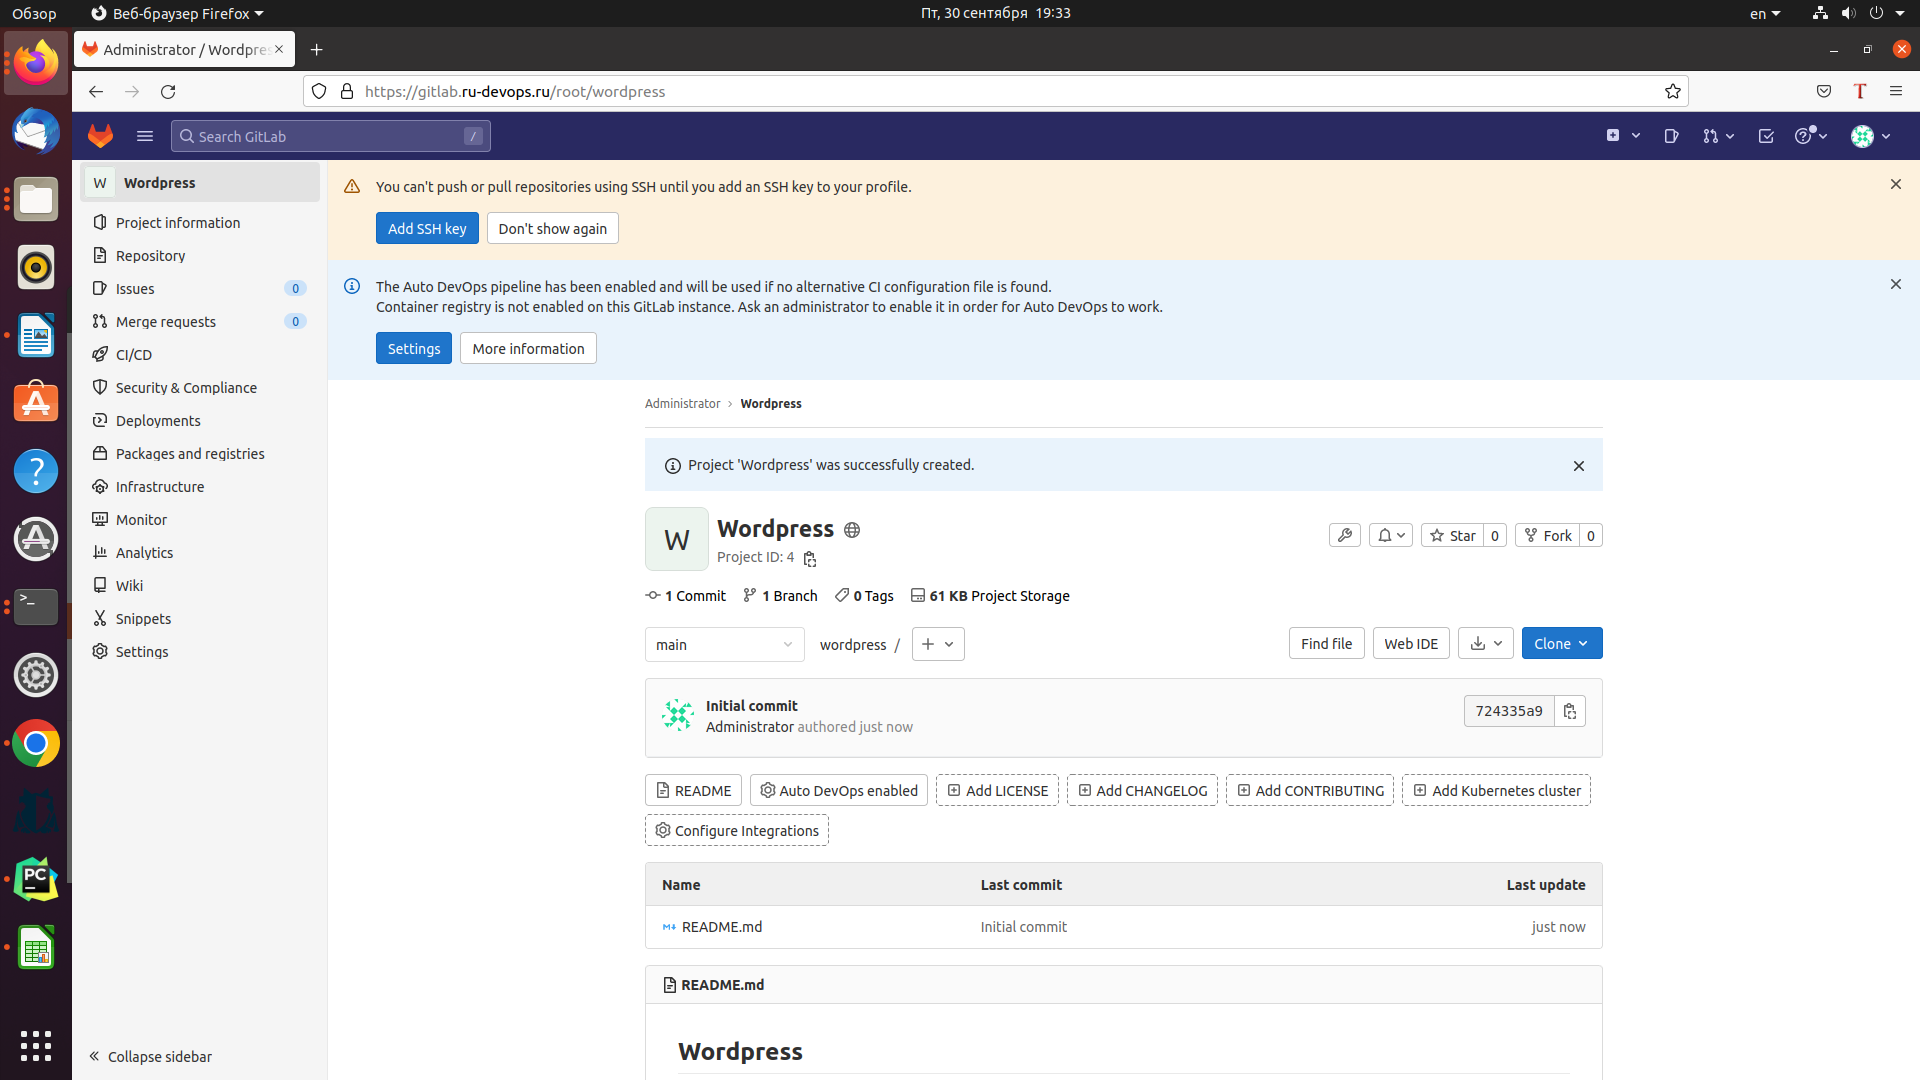 Обзор
Веб-браузер Firefox
Пт, 30 сентября 19:33
en
Administrator / Wordpres
https://gitlab.ru-devops.ru/root/wordpress
T
Search GitLab
/
W Wordpress
Project information
Repository
Issues 0
Merge requests 0
CI/CD
Security & Compliance
Deployments
Packages and registries
Infrastructure
Monitor
Analytics
Wiki
Snippets
Settings
Collapse sidebar
You can't push or pull repositories using SSH until you add an SSH key to your profile.
Add SSH key
Don't show again
The Auto DevOps pipeline has been enabled and will be used if no alternative CI configuration file is found.
Container registry is not enabled on this GitLab instance. Ask an administrator to enable it in order for Auto DevOps to work.
Settings
More information
Administrator › Wordpress
Project 'Wordpress' was successfully created.
W
Wordpress
Project ID: 4
Star 0
Fork 0
1 Commit
1 Branch
0 Tags
61 KB Project Storage
main
wordpress /
Find file
Web IDE
Clone
Initial commit
Administrator authored just now
724335a9
README
Auto DevOps enabled
Add LICENSE
Add CHANGELOG
Add CONTRIBUTING
Add Kubernetes cluster
Configure Integrations
Name Last commit Last update
README.md Initial commit just now
README.md
Wordpress
PC